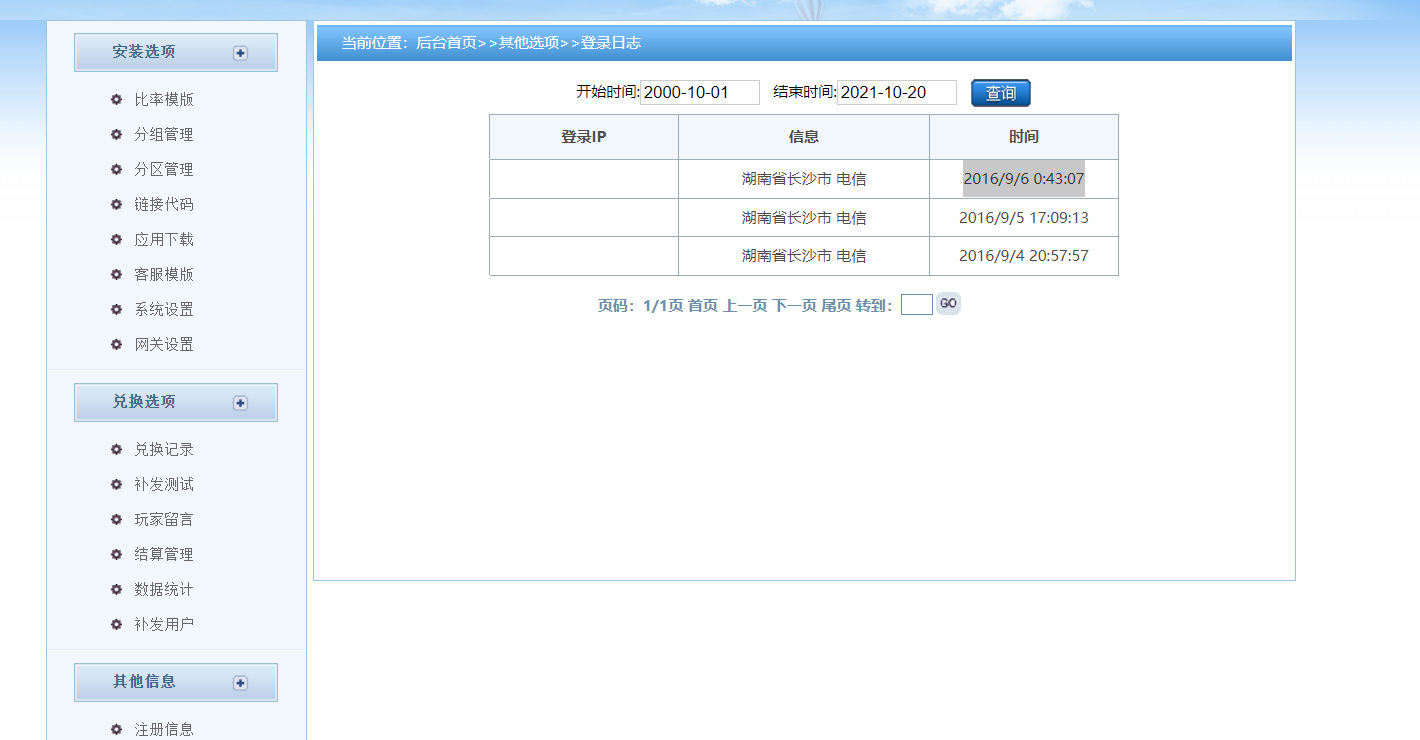 安装选项
比率模版
分组管理
分区管理
链接代码
应用下载
客服模版
系统设置
网关设置
兑换选项
兑换记录
补发测试
玩家留言
结算管理
数据统计
补发用户
其他信息
注册信息
当前位置：后台首页>>其他选项>>登录日志
开始时间:2000-10-01 结束时间:2021-10-20 查询
登录IP 信息 时间
湖南省长沙市 电信 2016/9/6 0:43:07
湖南省长沙市 电信 2016/9/5 17:09:13
湖南省长沙市 电信 2016/9/4 20:57:57
页码：1/1页 首页 上一页 下一页 尾页 转到： GO